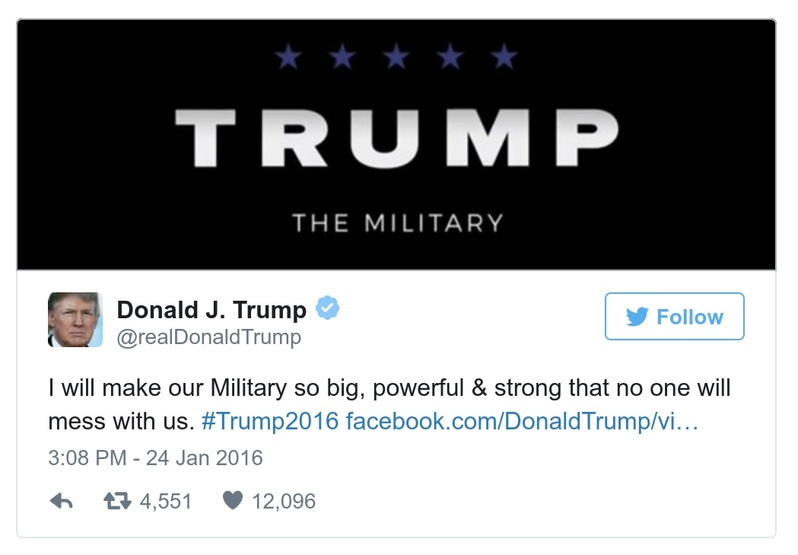 TRUMP
THE MILITARY
Donald J. Trump
@realDonaldTrump
Follow
I will make our Military so big, powerful & strong that no one will
mess with us. #Trump2016 facebook.com/DonaldTrump/vi…
3:08 PM - 24 Jan 2016
4,551 12,096